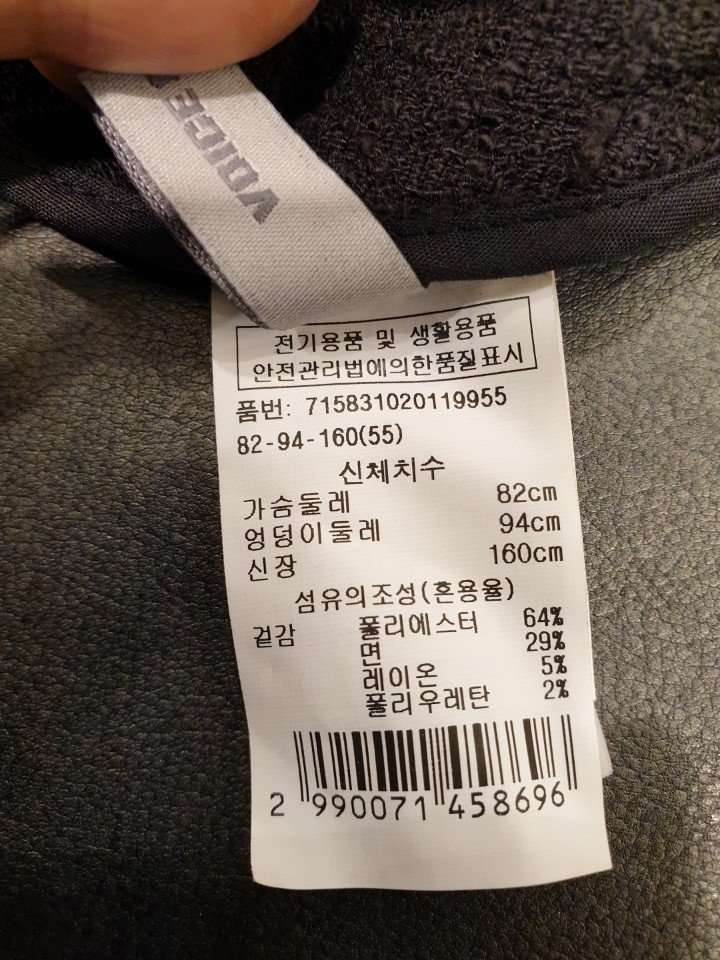 VOICE
전기용품 및 생활용품
안전관리법에의한품질표시
품번: 715831020119955
82-94-160(55)
신체치수
가슴둘레 82cm
엉덩이둘레 94cm
신장 160cm
섬유의조성(혼용율)
겉감 폴리에스터 64%
면 29%
레이온 5%
폴리우레탄 2%
2 990071 458696